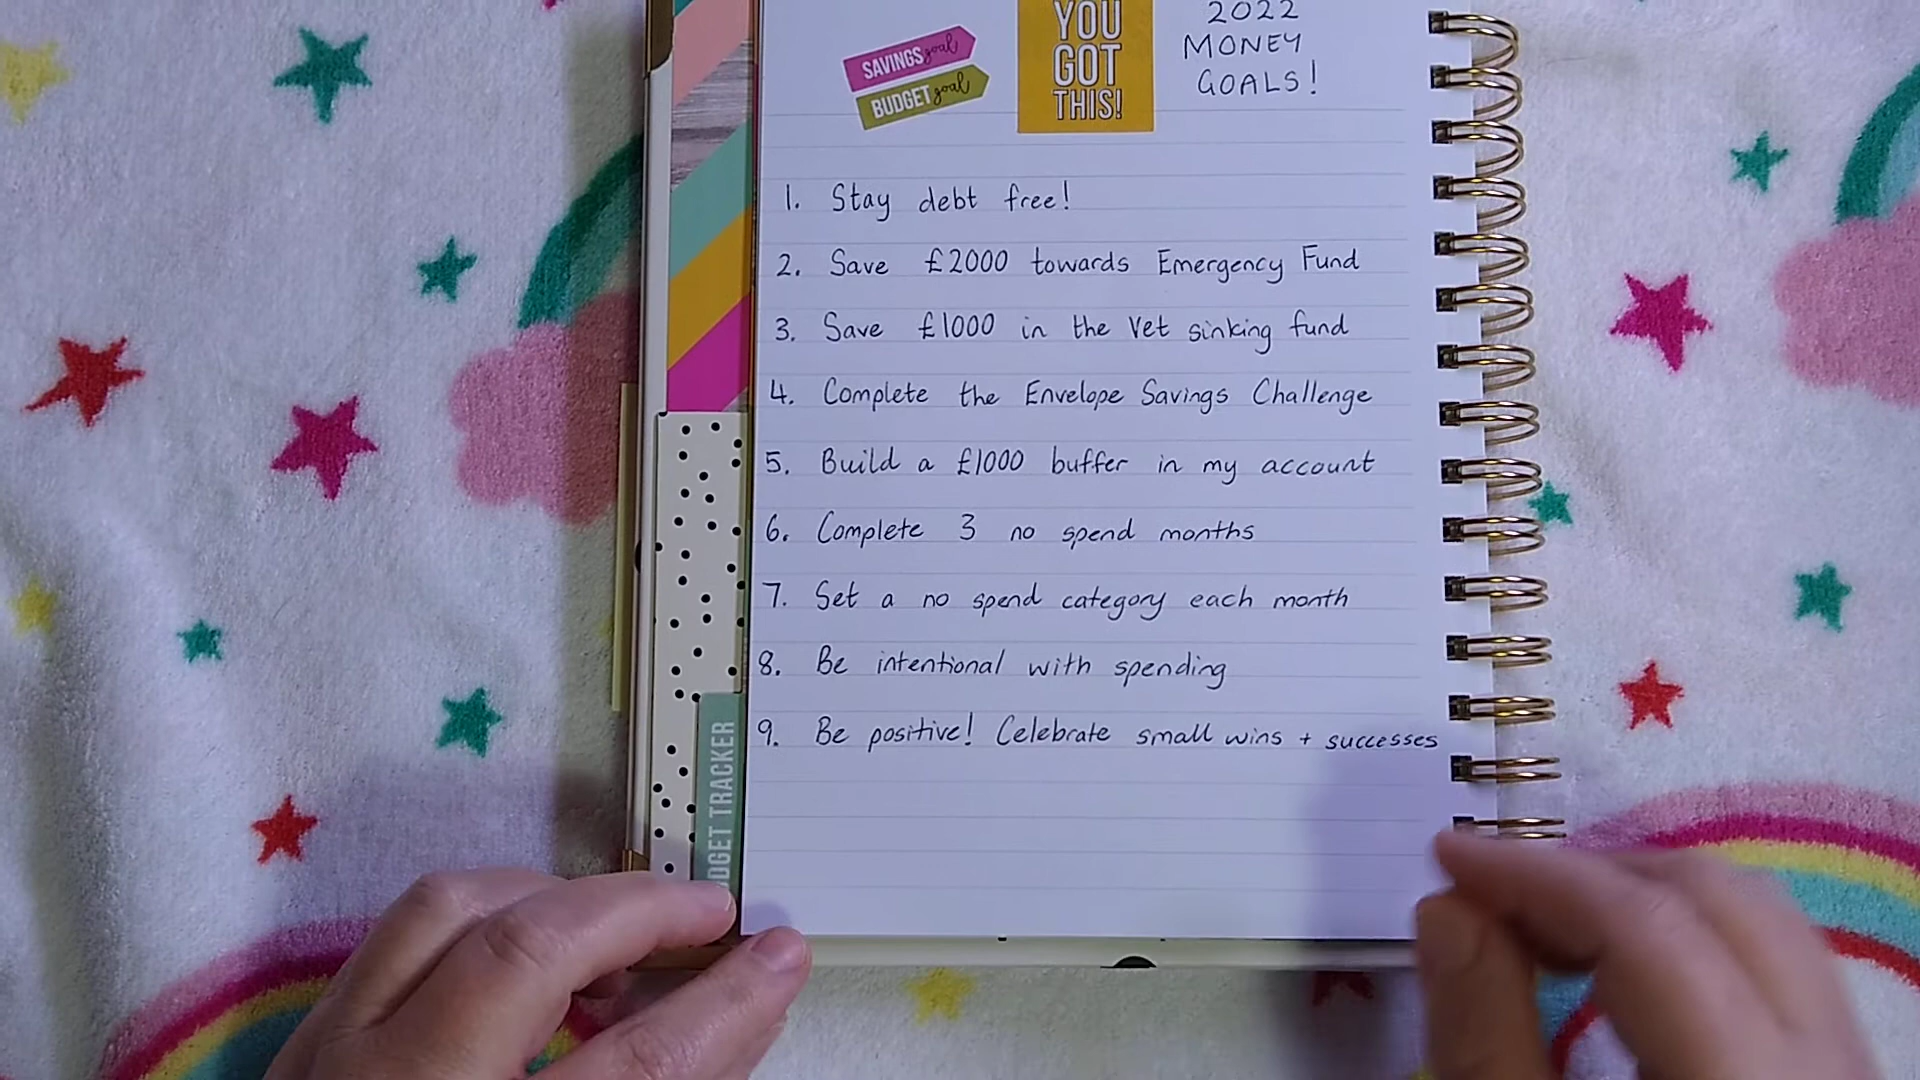 SAVINGS goal
BUDGET goal
YOU
GOT
THIS!
2022
MONEY
GOALS!
1. Stay debt free!
2. Save £2000 towards Emergency Fund
3. Save £1000 in the Vet sinking fund
4. Complete the Envelope Savings Challenge
5. Build a £1000 buffer in my account
6. Complete 3 no spend months
7. Set a no spend category each month
8. Be intentional with spending
9. Be positive! Celebrate small wins + successes
DGET TRACKER